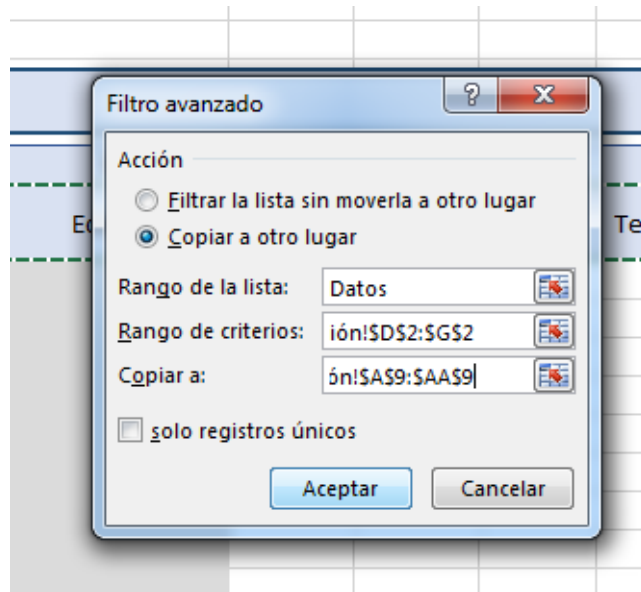 Filtro avanzado
Acción
Filtrar la lista sin moverla a otro lugar
Copiar a otro lugar
Rango de la lista: Datos
Rango de criterios: ión!$D$2:$G$2
Copiar a: ón!$A$9:$AA$9
solo registros únicos
Aceptar Cancelar